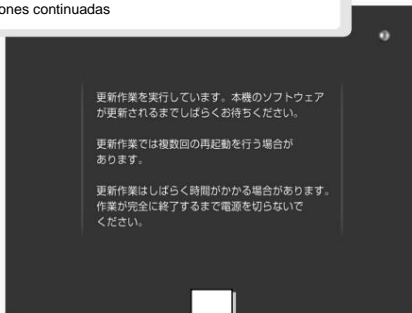 ones continuadas
更新作業を実行しています。本機のソフトウェア
が更新されるまでしばらくお待ちください。
更新作業では複数回の再起動を行う場合が
あります。
更新作業はしばらく時間がかかる場合があります。
作業が完全に終了するまで電源を切らないで
ください。